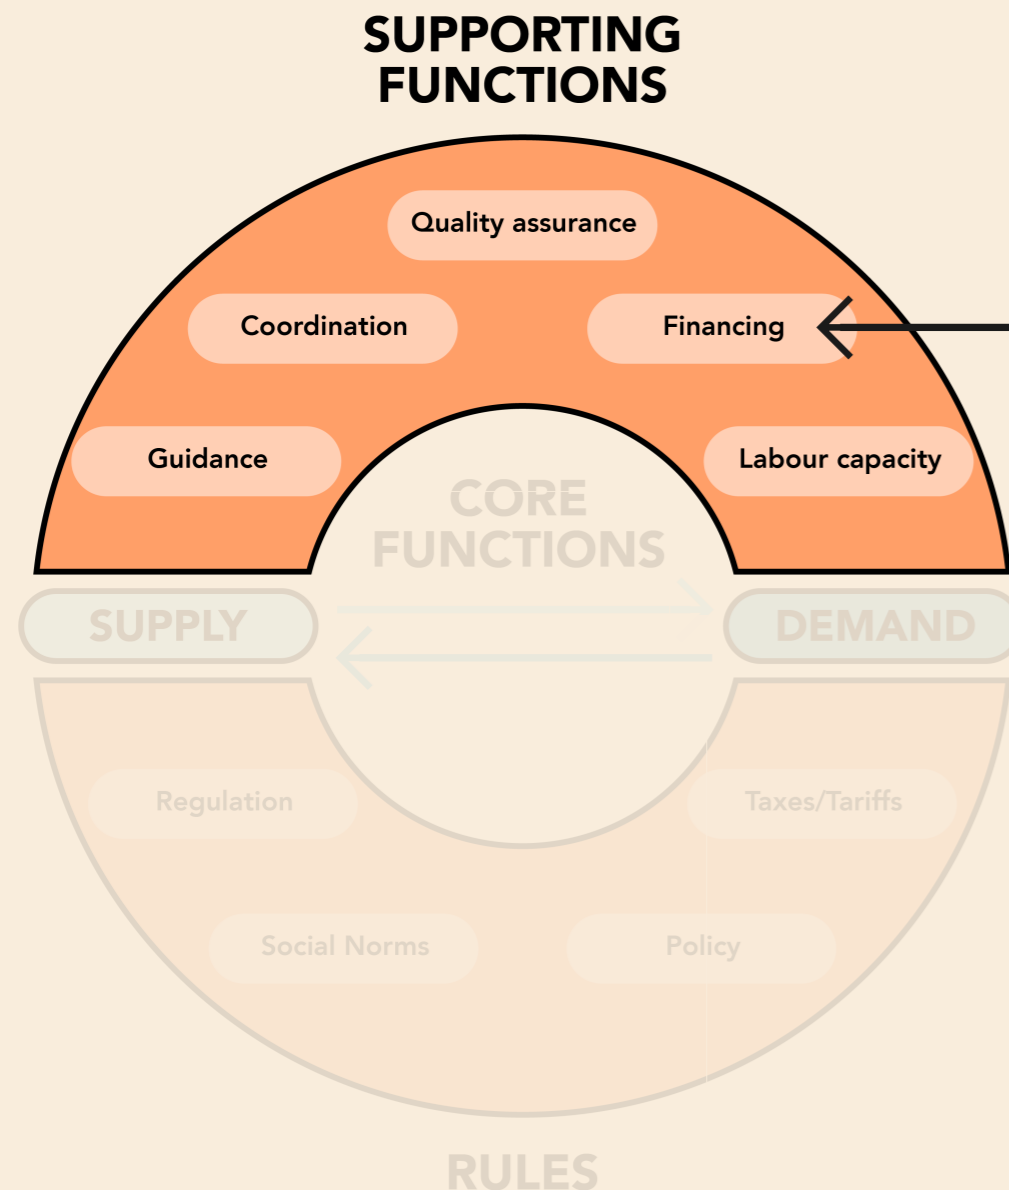 SUPPORTING
FUNCTIONS
Quality assurance
Coordination
Financing
Guidance
Labour capacity
CORE
FUNCTIONS
SUPPLY
DEMAND
Regulation
Taxes/Tariffs
Social Norms
Policy
RULES